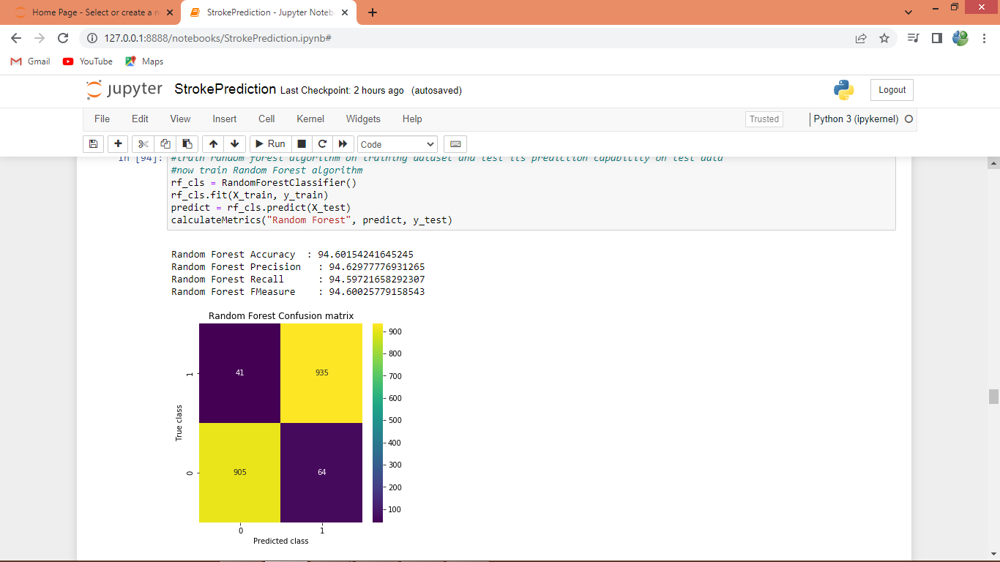 Home Page - Select or create a n
StrokePrediction - Jupyter Noteb
127.0.0.1:8888/notebooks/StrokePrediction.ipynb#
Gmail YouTube Maps
jupyter StrokePrediction Last Checkpoint: 2 hours ago (autosaved)
Logout
File Edit View Insert Cell Kernel Widgets Help
Trusted
Python 3 (ipykernel)
Run
Code
In [94]: #train random forest algorithm on training dataset and test its prediction capability on test data
#now train Random Forest algorithm
rf_cls = RandomForestClassifier()
rf_cls.fit(X_train, y_train)
predict = rf_cls.predict(X_test)
calculateMetrics("Random Forest", predict, y_test)
Random Forest Accuracy : 94.60154241645245
Random Forest Precision : 94.62977776931265
Random Forest Recall : 94.59721658292307
Random Forest FMeasure : 94.60025779158543
Random Forest Confusion matrix
True class
1
0
41 935
905 64
0 1
Predicted class
900
800
700
600
500
400
300
200
100